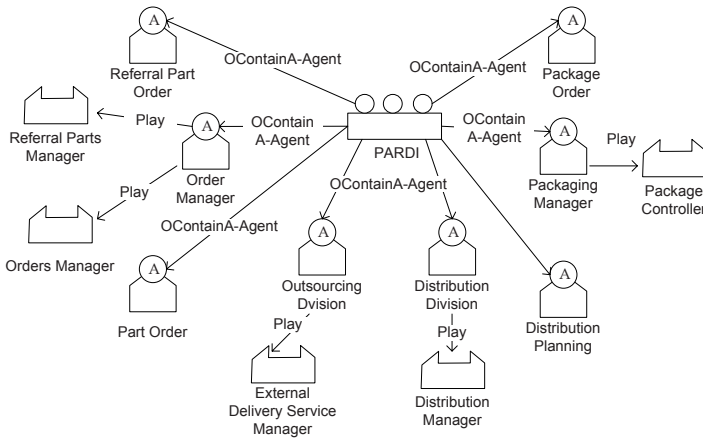 A
A
OContainA-Agent
OContainA-Agent
Referral Part
Order
Package
Order
Play
A
OContain
A-Agent
OContain
A-Agent
A
Play
Referral Parts
Manager
PARDI
Order
Manager
Packaging
Manager
Package
Controller
Play
OContainA-Agent
OContainA-Agent
A
A
Orders Manager
A
A
Outsourcing
Dvision
Distribution
Division
Part Order
Distribution
Planning
Play
Play
External
Delivery Service
Manager
Distribution
Manager